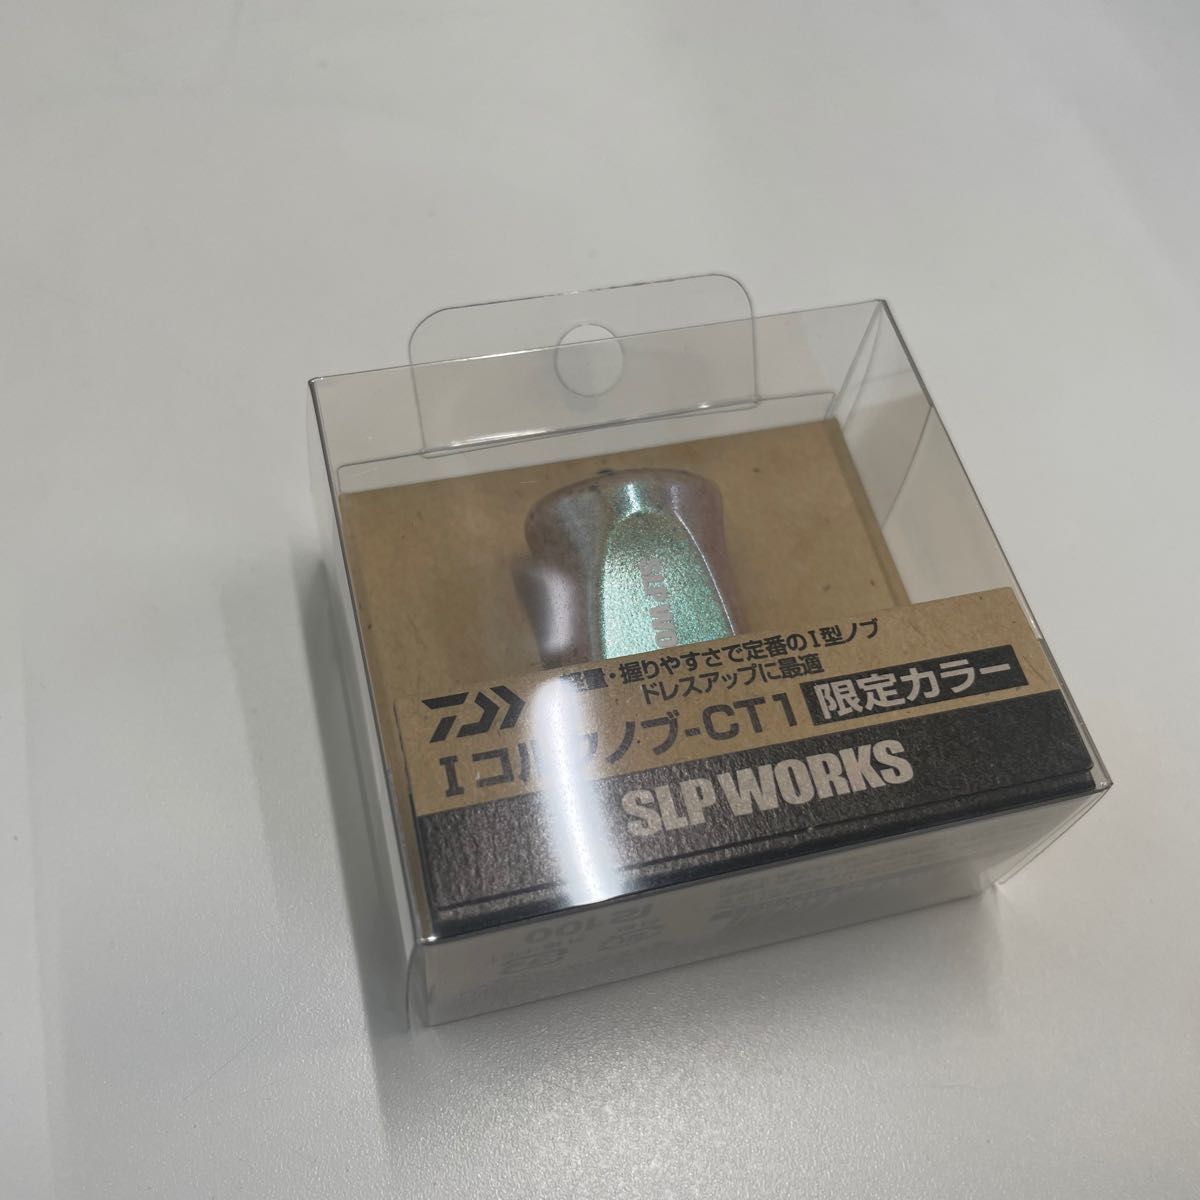 SLP WO
軽量・握りやすさで定番のI型ノブ
ドレスアップに最適
Iコルクノブ-CT1 限定カラー
SLP WORKS